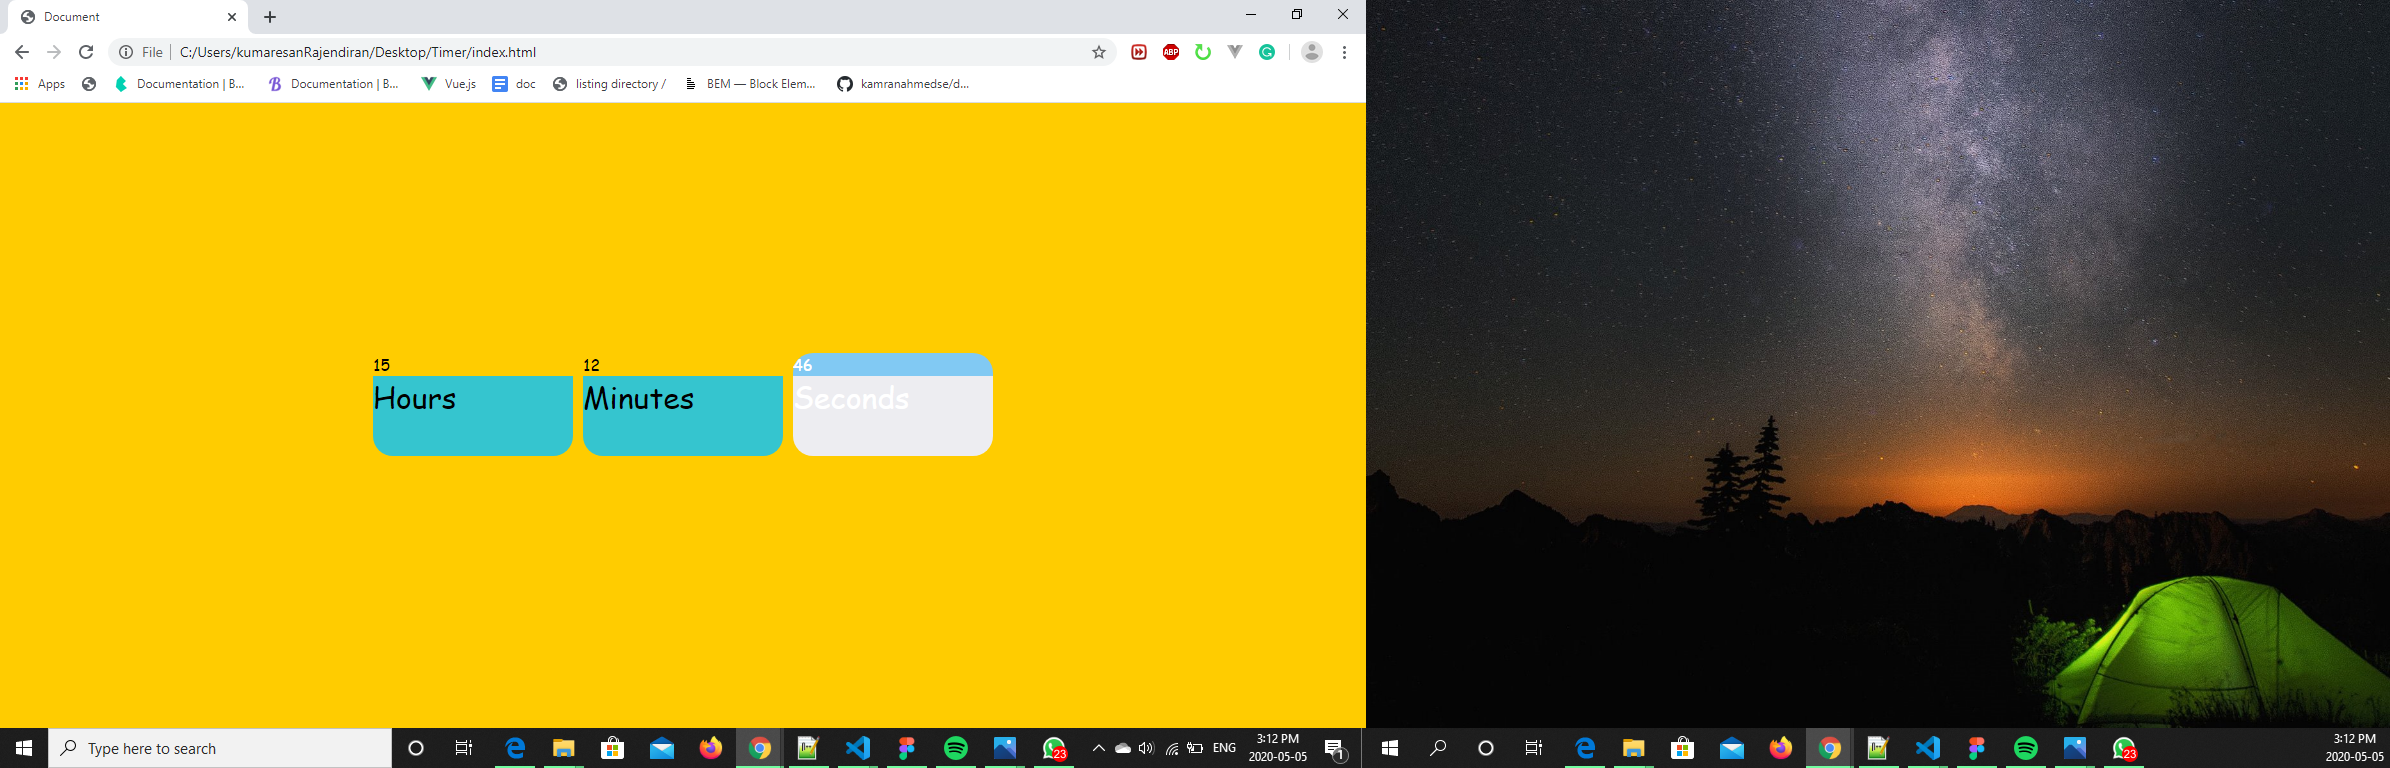 Document
File
C:/Users/kumaresanRajendiran/Desktop/Timer/index.html
ABP
Apps
Documentation | B...
Documentation | B...
Vue.js
doc
listing directory /
BEM — Block Elem...
kamranahmedse/d...
15
12
46
Hours
Minutes
Seconds
Type here to search
23
ENG
3:12 PM
2020-05-05
1
23
3:12 PM
2020-05-05